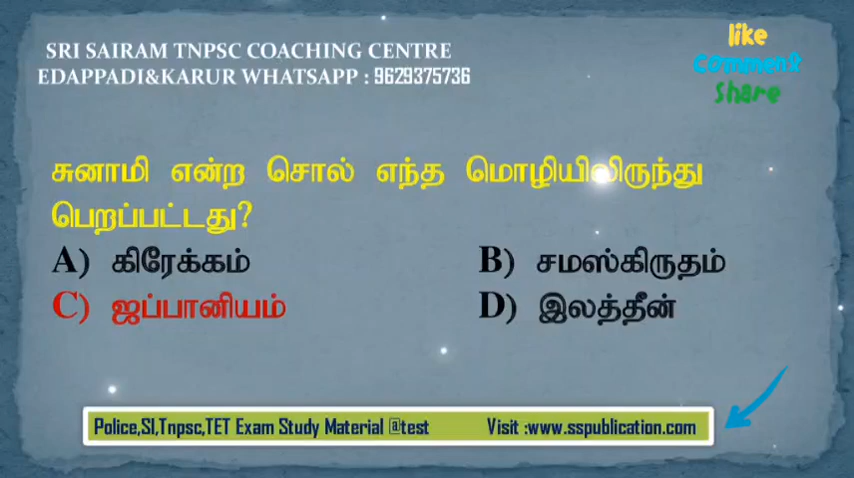 SRI SAIRAM TNPSC COACHING CENTRE
EDAPPADI&KARUR WHATSAPP : 9629375736
like
comment
share
சுனாமி என்ற சொல் எந்த மொழியிலிருந்து
பெறப்பட்டது?
A) கிரேக்கம் B) சமஸ்கிருதம்
C) ஜப்பானியம் D) இலத்தீன்
Police,SI,Tnpsc,TET Exam Study Material @test Visit :www.sspublication.com